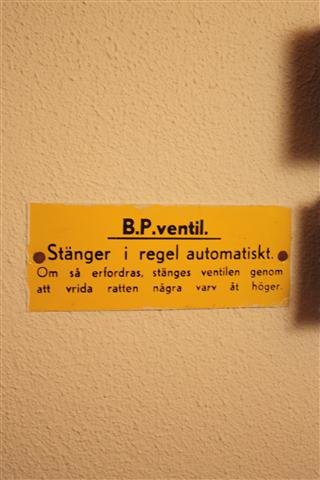 B.P.ventil.
Stänger i regel automatiskt.
Om så erfordras, stänges ventilen genom
att vrida ratten några varv åt höger.